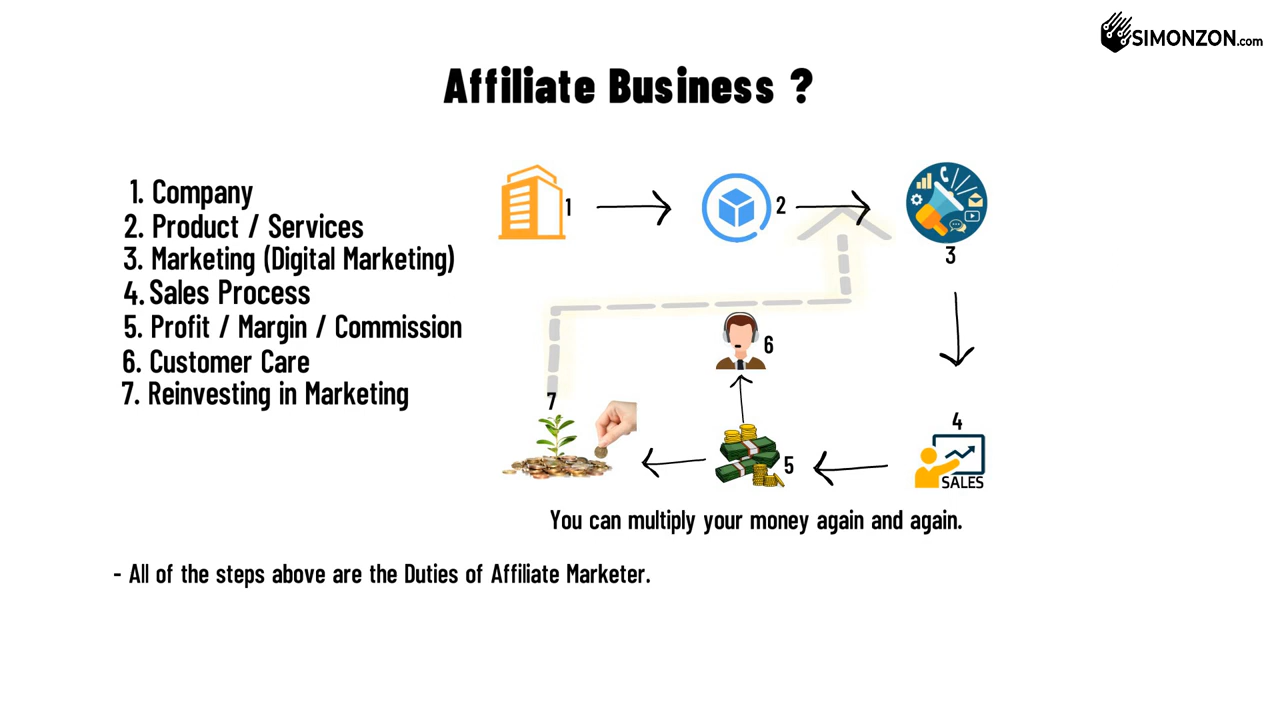 SIMONZON.com
Affiliate Business ?
1. Company
2. Product / Services
3. Marketing (Digital Marketing)
4. Sales Process
5. Profit / Margin / Commission
6. Customer Care
7. Reinvesting in Marketing
1
2
3
6
7
4
5
SALES
You can multiply your money again and again.
- All of the steps above are the Duties of Affiliate Marketer.